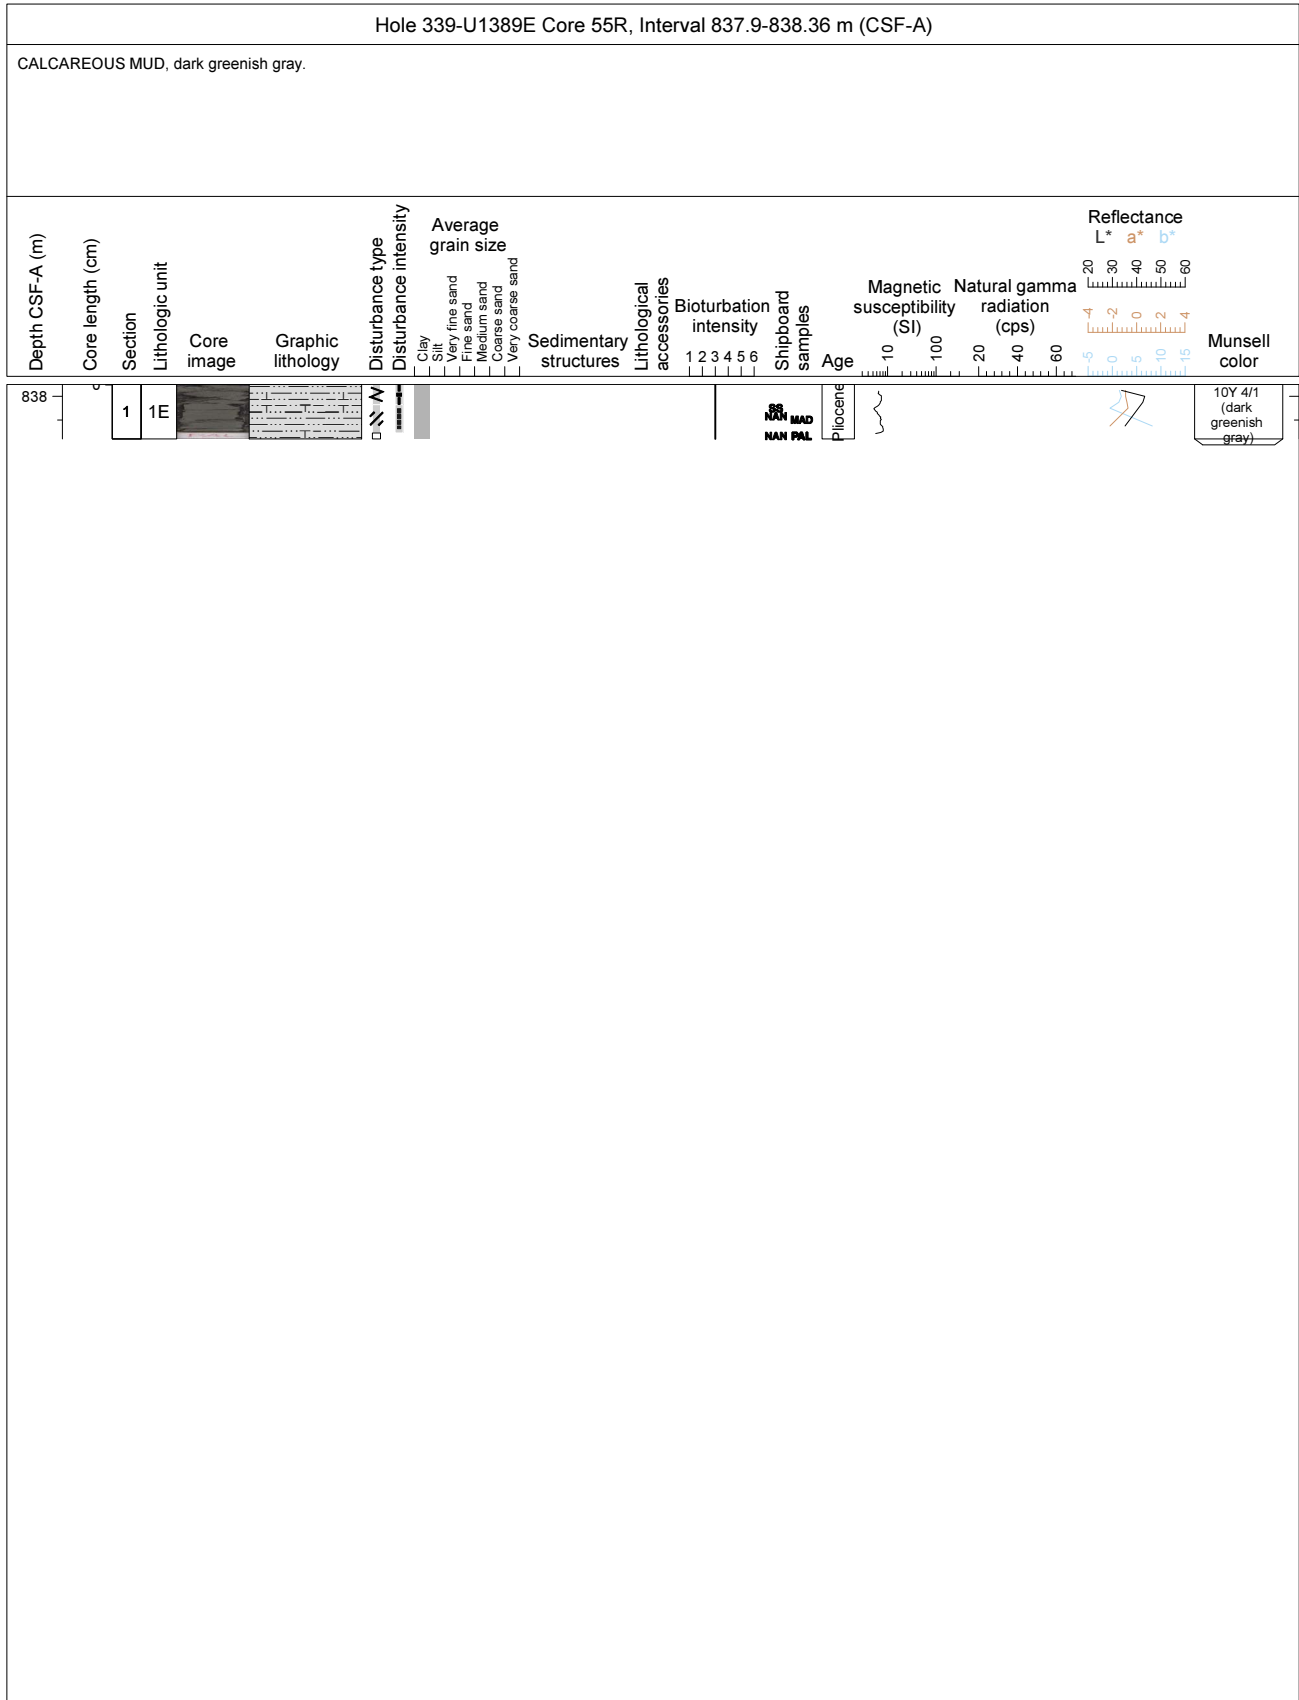 Hole 339-U1389E Core 55R, Interval 837.9-838.36 m (CSF-A)
CALCAREOUS MUD, dark greenish gray.
Depth CSF-A (m)
Core length (cm)
Section
Lithologic unit
Core
image
Graphic
lithology
Disturbance type
Disturbance intensity
Average
grain size
Clay
Silt
Very fine sand
Fine sand
Medium sand
Coarse sand
Very coarse sand
Sedimentary
structures
Lithological
accessories
Bioturbation
intensity
1 2 3 4 5 6
Shipboard
samples
Age
Magnetic
susceptibility
(SI)
10 100
Natural gamma
radiation
(cps)
20 40 60
Reflectance
L* a* b*
20 30 40 50 60
-4 -2 0 2 4
-5 0 5 10 15
Munsell
color
838
0
1
1E
SS
NAN MAD
NAN PAL
Pliocene
10Y 4/1
(dark
greenish
gray)